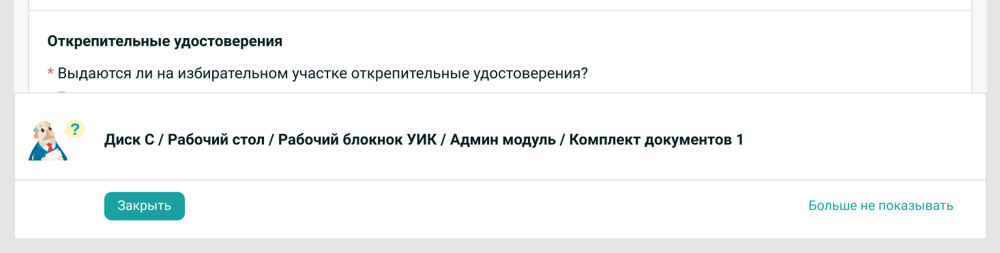 Открепительные удостоверения
* Выдаются ли на избирательном участке открепительные удостоверения?
?
Диск С / Рабочий стол / Рабочий блокнок УИК / Админ модуль / Комплект документов 1
Закрыть
Больше не показывать